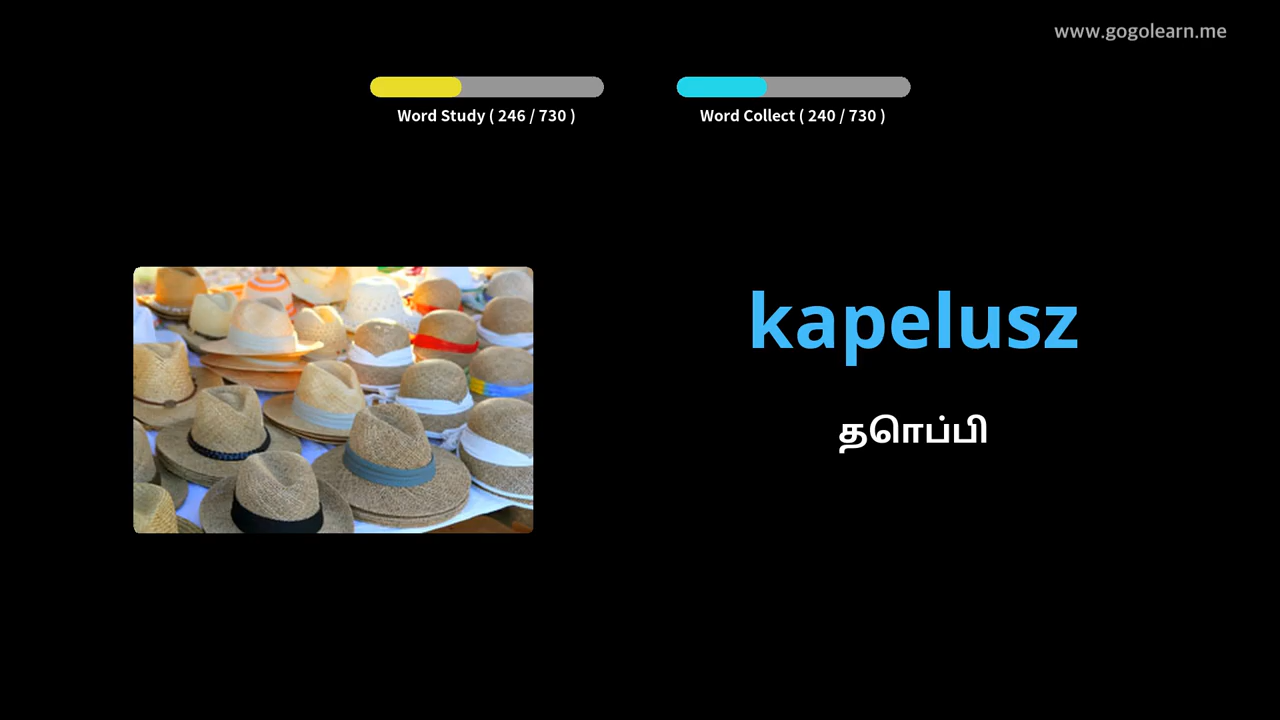 www.gogolearn.me
Word Study ( 246 / 730 )
Word Collect ( 240 / 730 )
kapelusz
தொப்பி